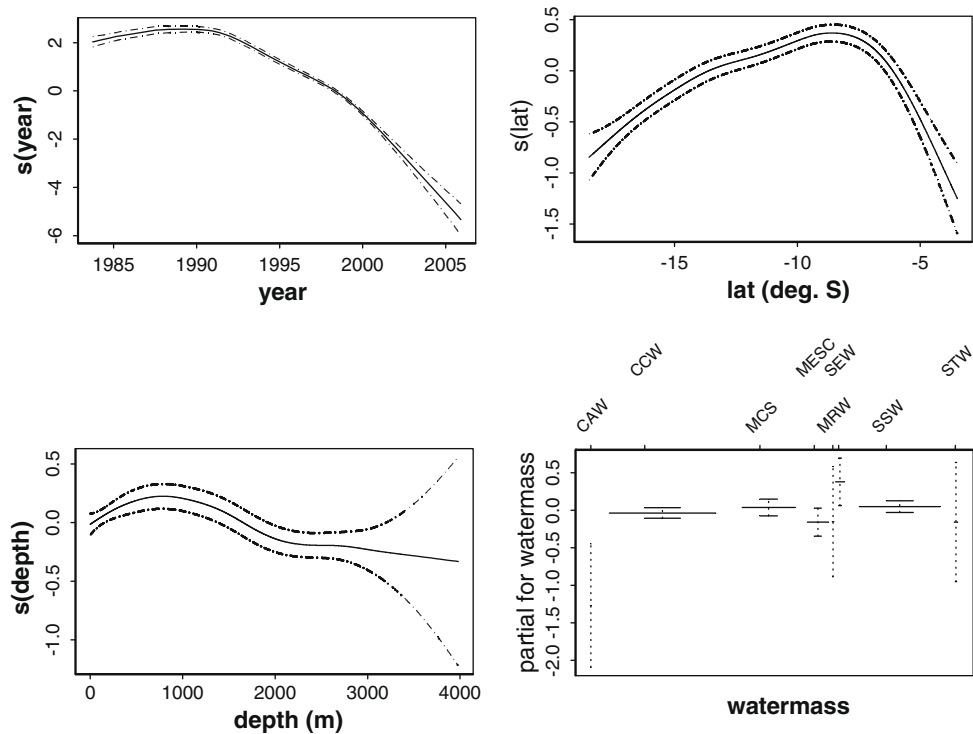 s(year)
2
0
-2
-4
-6
1985 1990 1995 2000 2005
year
s(lat)
0.5
0.0
-0.5
-1.0
-1.5
-15 -10 -5
lat (deg. S)
s(depth)
0.5
0.0
-0.5
-1.0
0 1000 2000 3000 4000
depth (m)
CAW
CCW
MCS
MESC
MRW
SEW
SSW
STW
partial for watermass
0.5
0.0
-0.5
-1.0
-1.5
-2.0
watermass